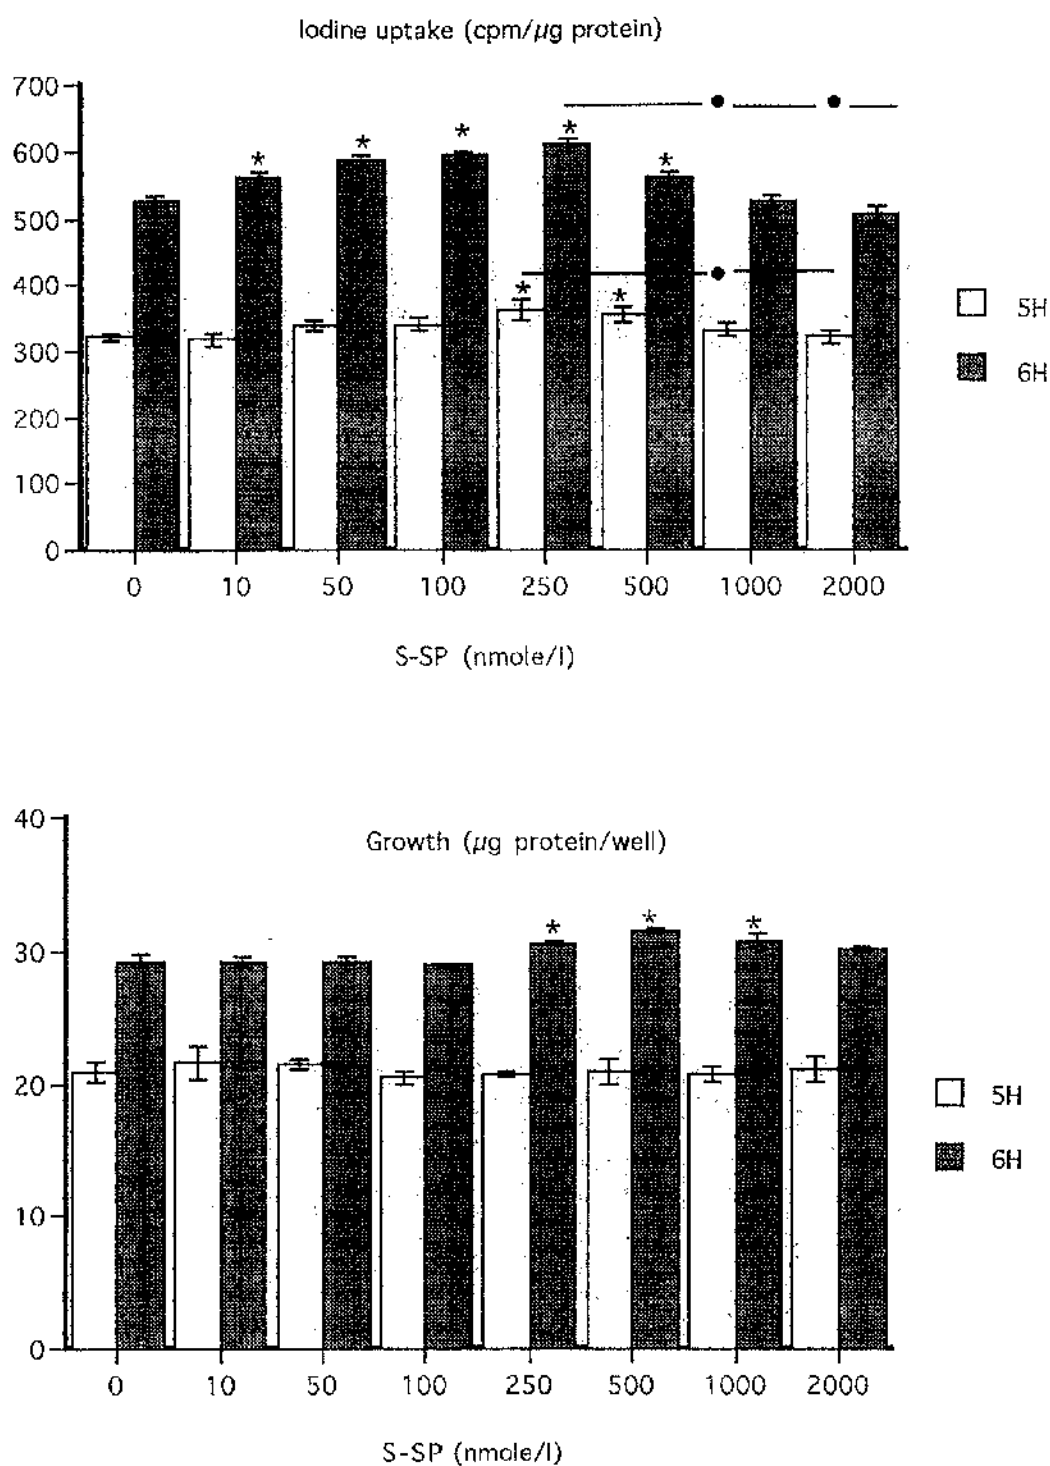 Iodine uptake (cpm/µg protein)
700
600
500
400
300
200
100
0
* * * * *
* *
0 10 50 100 250 500 1000 2000
S-SP (nmole/l)
5H
6H
Growth (µg protein/well)
40
30
20
10
0
* * *
0 10 50 100 250 500 1000 2000
S-SP (nmole/l)
5H
6H